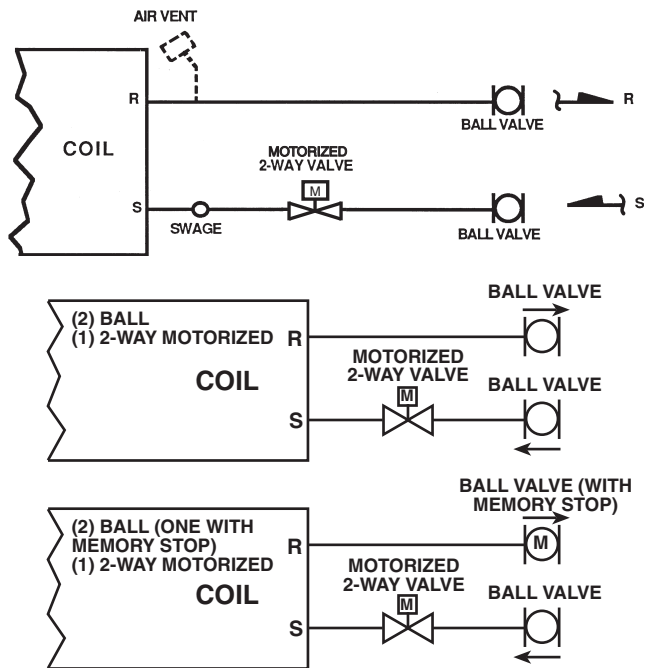 AIR VENT
R
R
BALL VALVE
COIL
MOTORIZED
2-WAY VALVE
M
S
S
SWAGE
BALL VALVE
BALL VALVE
(2) BALL
(1) 2-WAY MOTORIZED
R
COIL
MOTORIZED
2-WAY VALVE
M
BALL VALVE
S
BALL VALVE (WITH
MEMORY STOP)
(2) BALL (ONE WITH
MEMORY STOP)
(1) 2-WAY MOTORIZED
R
M
COIL
MOTORIZED
2-WAY VALVE
M
BALL VALVE
S